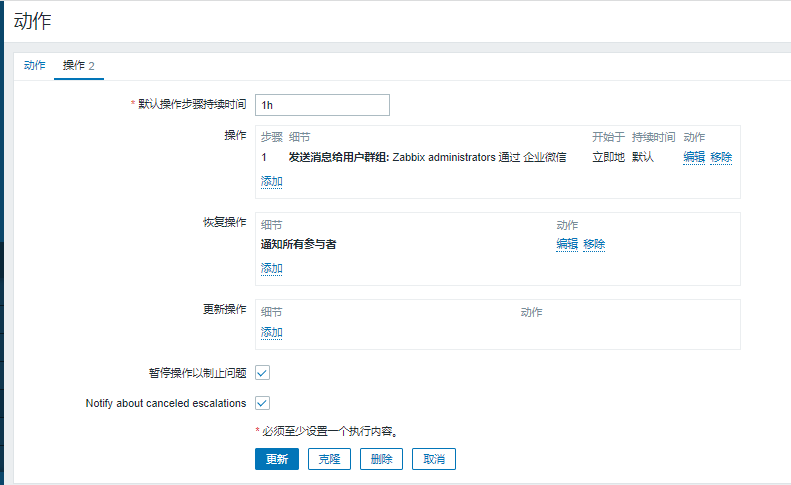 动作
动作 操作 2
* 默认操作步骤持续时间 1h
操作 步骤 细节 开始于 持续时间 动作
1 发送消息给用户群组: Zabbix administrators 通过 企业微信 立即地 默认 编辑 移除
添加
恢复操作 细节 动作
通知所有参与者 编辑 移除
添加
更新操作 细节 动作
添加
暂停操作以制止问题
Notify about canceled escalations
* 必须至少设置一个执行内容。
更新 克隆 删除 取消